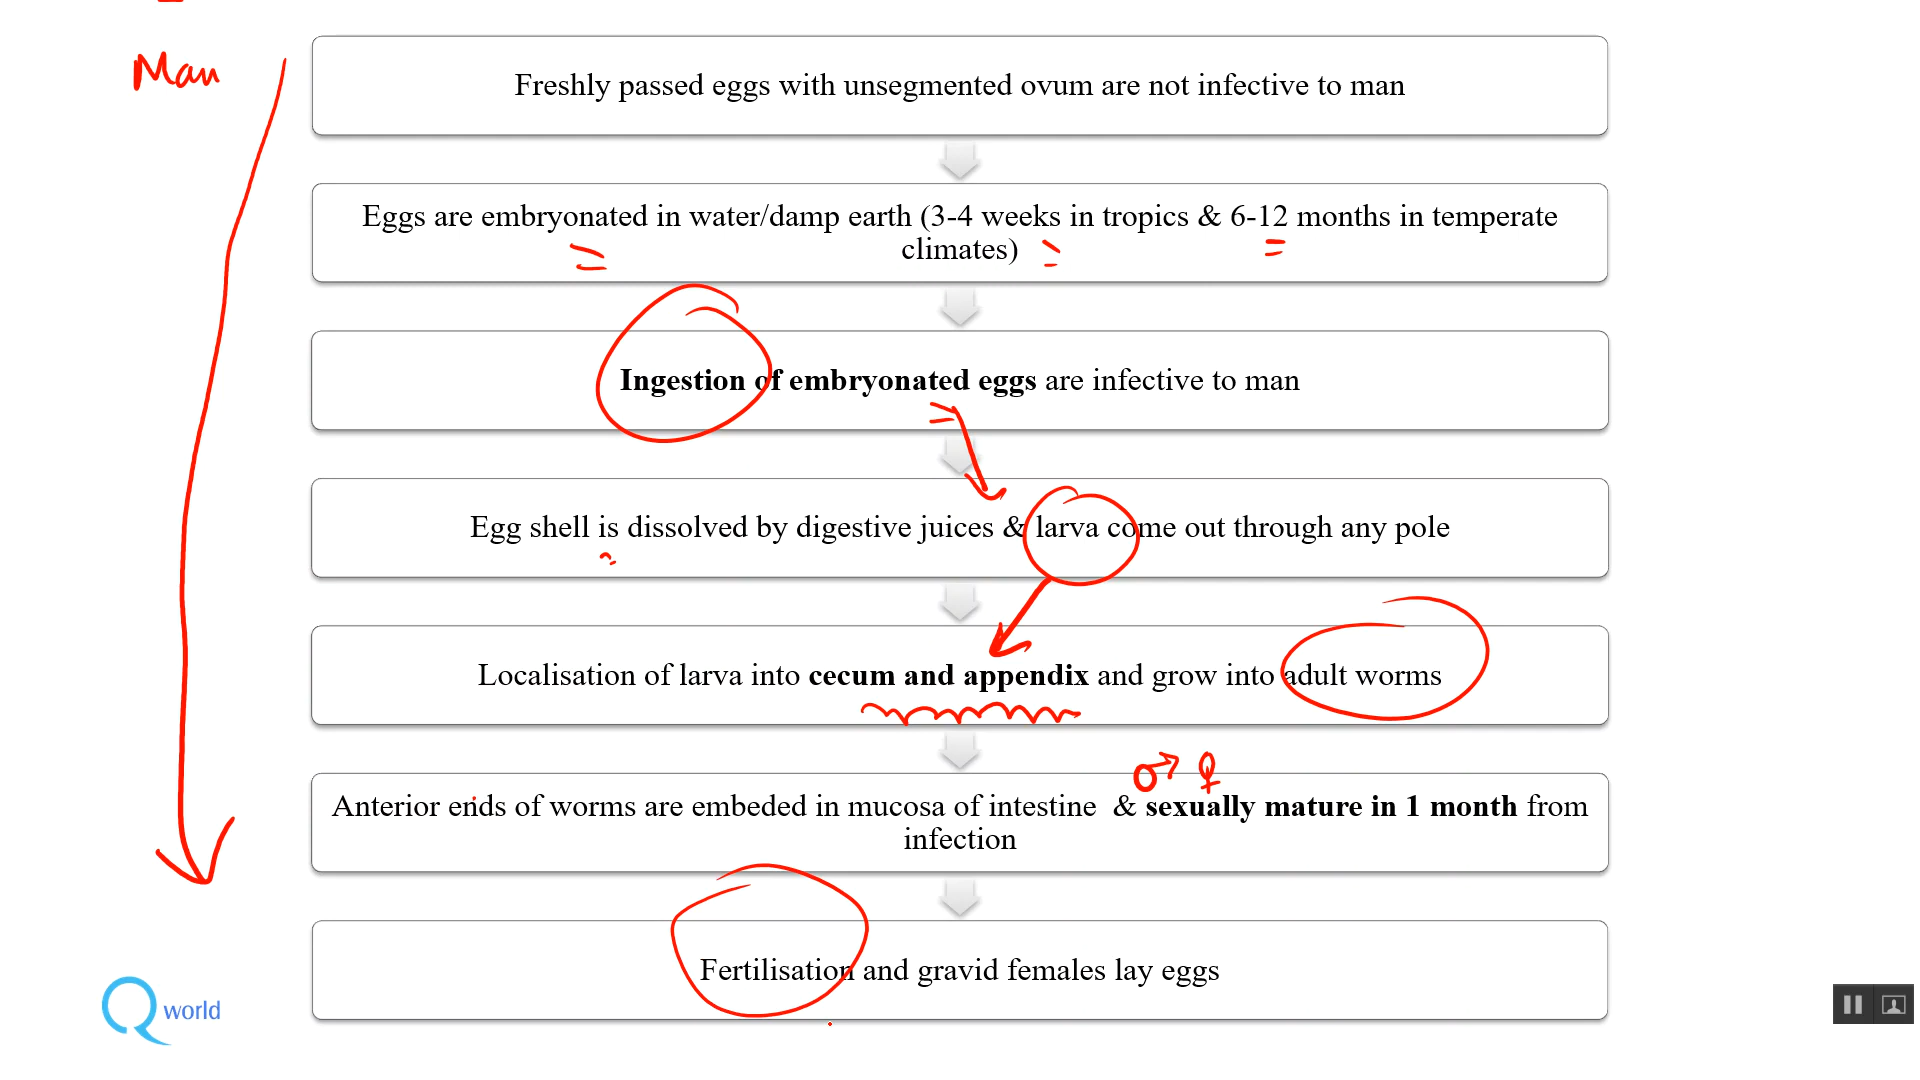 Man
Freshly passed eggs with unsegmented ovum are not infective to man
Eggs are embryonated in water/damp earth (3-4 weeks in tropics & 6-12 months in temperate
climates)
Ingestion of embryonated eggs are infective to man
Egg shell is dissolved by digestive juices & larva come out through any pole
Localisation of larva into cecum and appendix and grow into adult worms
♂ ♀
Anterior ends of worms are embeded in mucosa of intestine & sexually mature in 1 month from
infection
Fertilisation and gravid females lay eggs
Q world